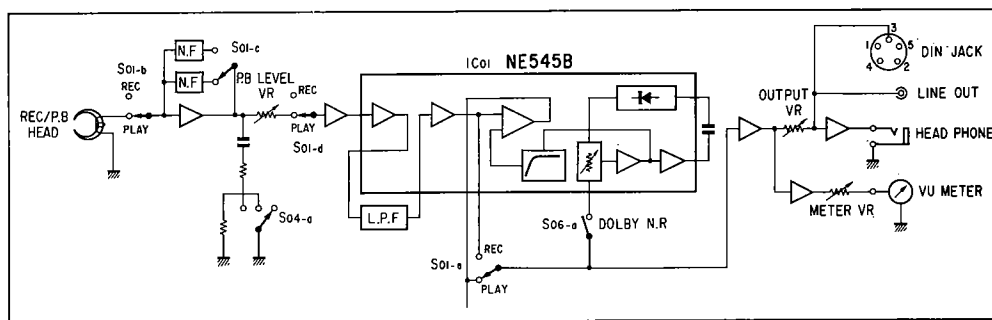 N.F
S01-c
N.F
S01-b
REC
REC/P.B
HEAD
PLAY
P.B LEVEL
VR
REC
PLAY
S01-d
S04-a
IC01 NE545B
L.P.F
S06-a DOLBY N.R
REC
S01-e
PLAY
OUTPUT
VR
3
1
5
4
2
DIN JACK
LINE OUT
HEAD PHONE
METER VR
VU METER